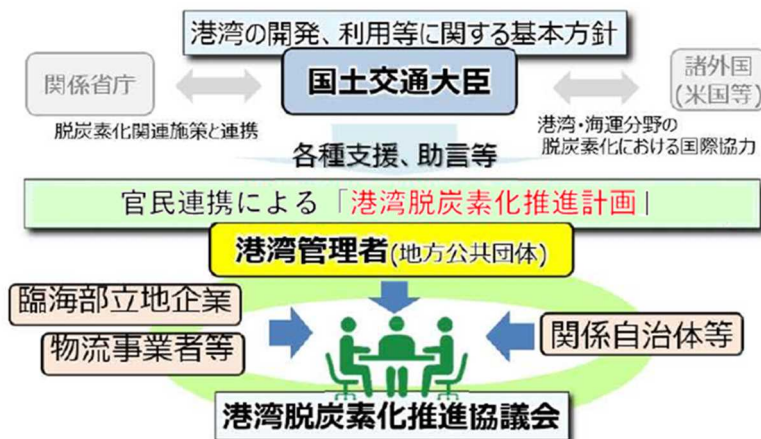 港湾の開発、利用等に関する基本方針
関係省庁
国土交通大臣
諸外国
(米国等)
脱炭素化関連施策と連携
港湾・海運分野の
脱炭素化における国際協力
各種支援、助言等
官民連携による「港湾脱炭素化推進計画」
港湾管理者(地方公共団体)
臨海部立地企業
物流事業者等
関係自治体等
港湾脱炭素化推進協議会